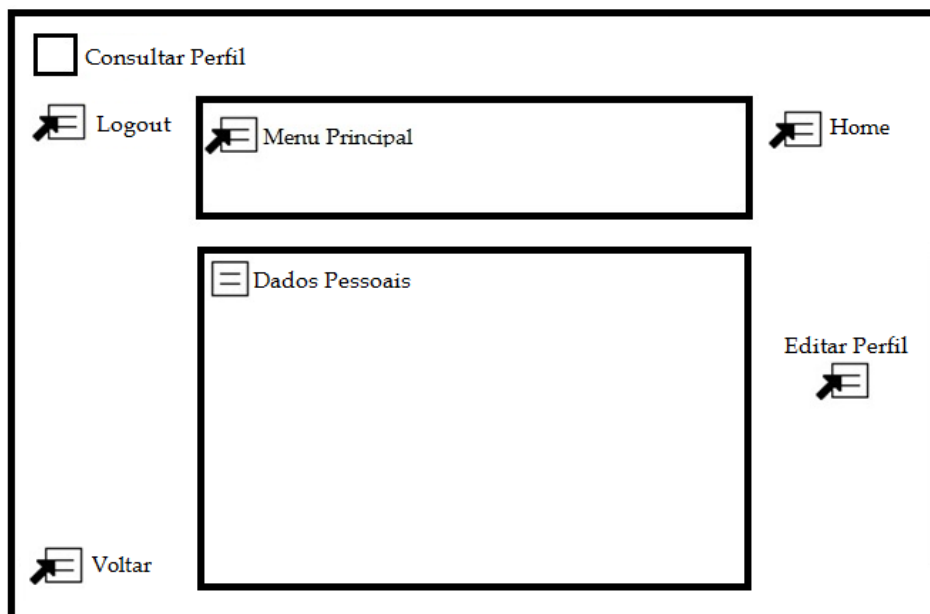 Consultar Perfil
Logout
Menu Principal
Home
Dados Pessoais
Editar Perfil
Voltar